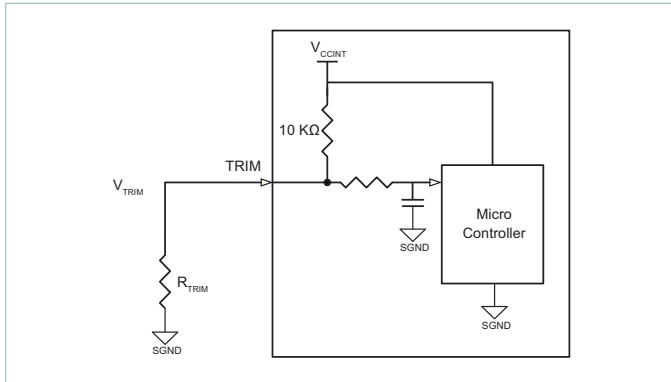 V_CCINT
10 KΩ
TRIM
V_TRIM
R_TRIM
SGND
SGND
Micro
Controller
SGND